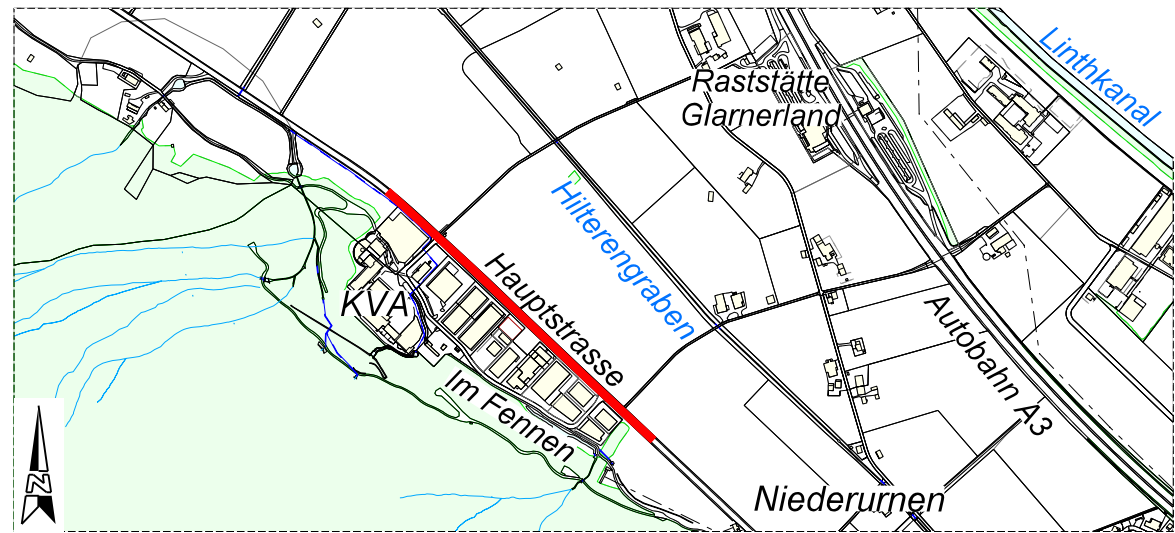 Linthkanal
Raststätte
Glarnerland
Hilterengraben
Hauptstrasse
KVA
Autobahn A3
Im Fennen
Niederurnen
N